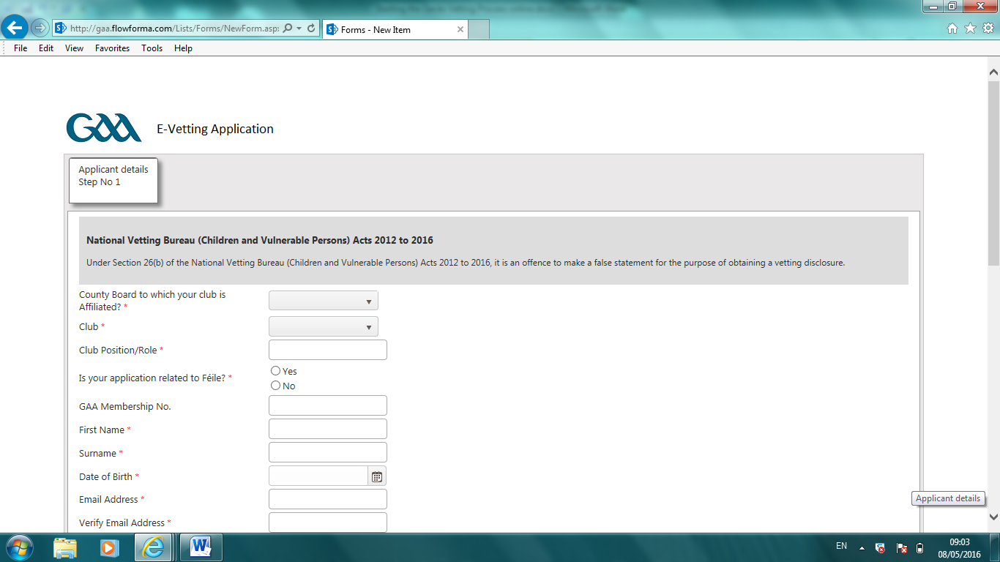 http://gaa.flowforma.com/Lists/Forms/NewForm.asp
Forms - New Item
File Edit View Favorites Tools Help
GAA E-Vetting Application
Applicant details
Step No 1
National Vetting Bureau (Children and Vulnerable Persons) Acts 2012 to 2016
Under Section 26(b) of the National Vetting Bureau (Children and Vulnerable Persons) Acts 2012 to 2016, it is an offence to make a false statement for the purpose of obtaining a vetting disclosure.
County Board to which your club is
Affiliated? *
Club *
Club Position/Role *
Is your application related to Féile? *
Yes
No
GAA Membership No.
First Name *
Surname *
Date of Birth *
Email Address *
Applicant details
Verify Email Address *
EN
09:03
08/05/2016